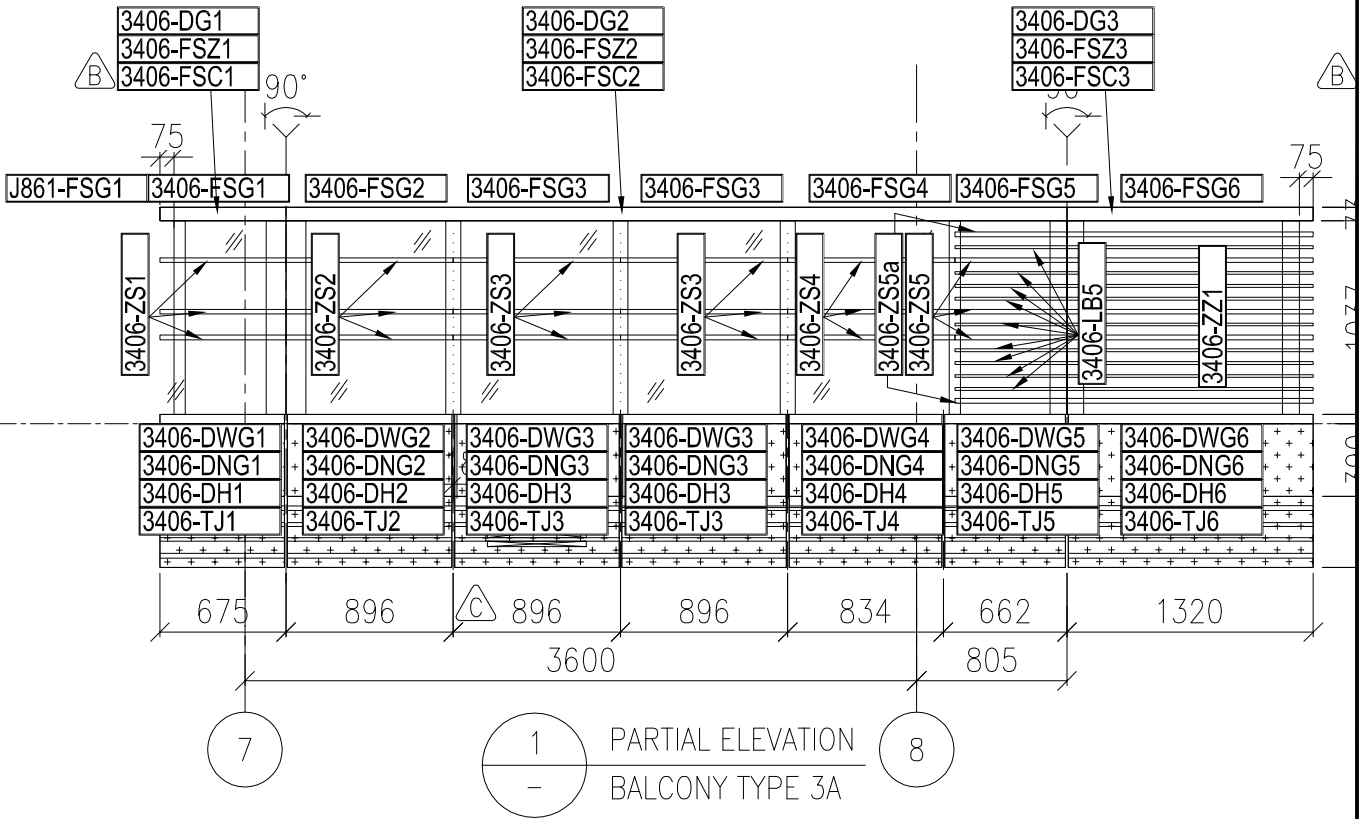 3406-DG1
3406-FSZ1
3406-FSC1
3406-DG2
3406-FSZ2
3406-FSC2
3406-DG3
3406-FSZ3
3406-FSC3
B
B
90°
75
75
J861-FSG1
3406-FSG1
3406-FSG2
3406-FSG3
3406-FSG3
3406-FSG4
3406-FSG5
3406-FSG6
3406-ZS1
3406-ZS2
3406-ZS3
3406-ZS3
3406-ZS4
3406-ZS5a
3406-ZS5
3406-LB5
3406-ZZ1
3406-DWG1
3406-DNG1
3406-DH1
3406-TJ1
3406-DWG2
3406-DNG2
3406-DH2
3406-TJ2
3406-DWG3
3406-DNG3
3406-DH3
3406-TJ3
3406-DWG3
3406-DNG3
3406-DH3
3406-TJ3
3406-DWG4
3406-DNG4
3406-DH4
3406-TJ4
3406-DWG5
3406-DNG5
3406-DH5
3406-TJ5
3406-DWG6
3406-DNG6
3406-DH6
3406-TJ6
675
896
C
896
896
834
662
1320
3600
805
7
8
1
-
PARTIAL ELEVATION
BALCONY TYPE 3A